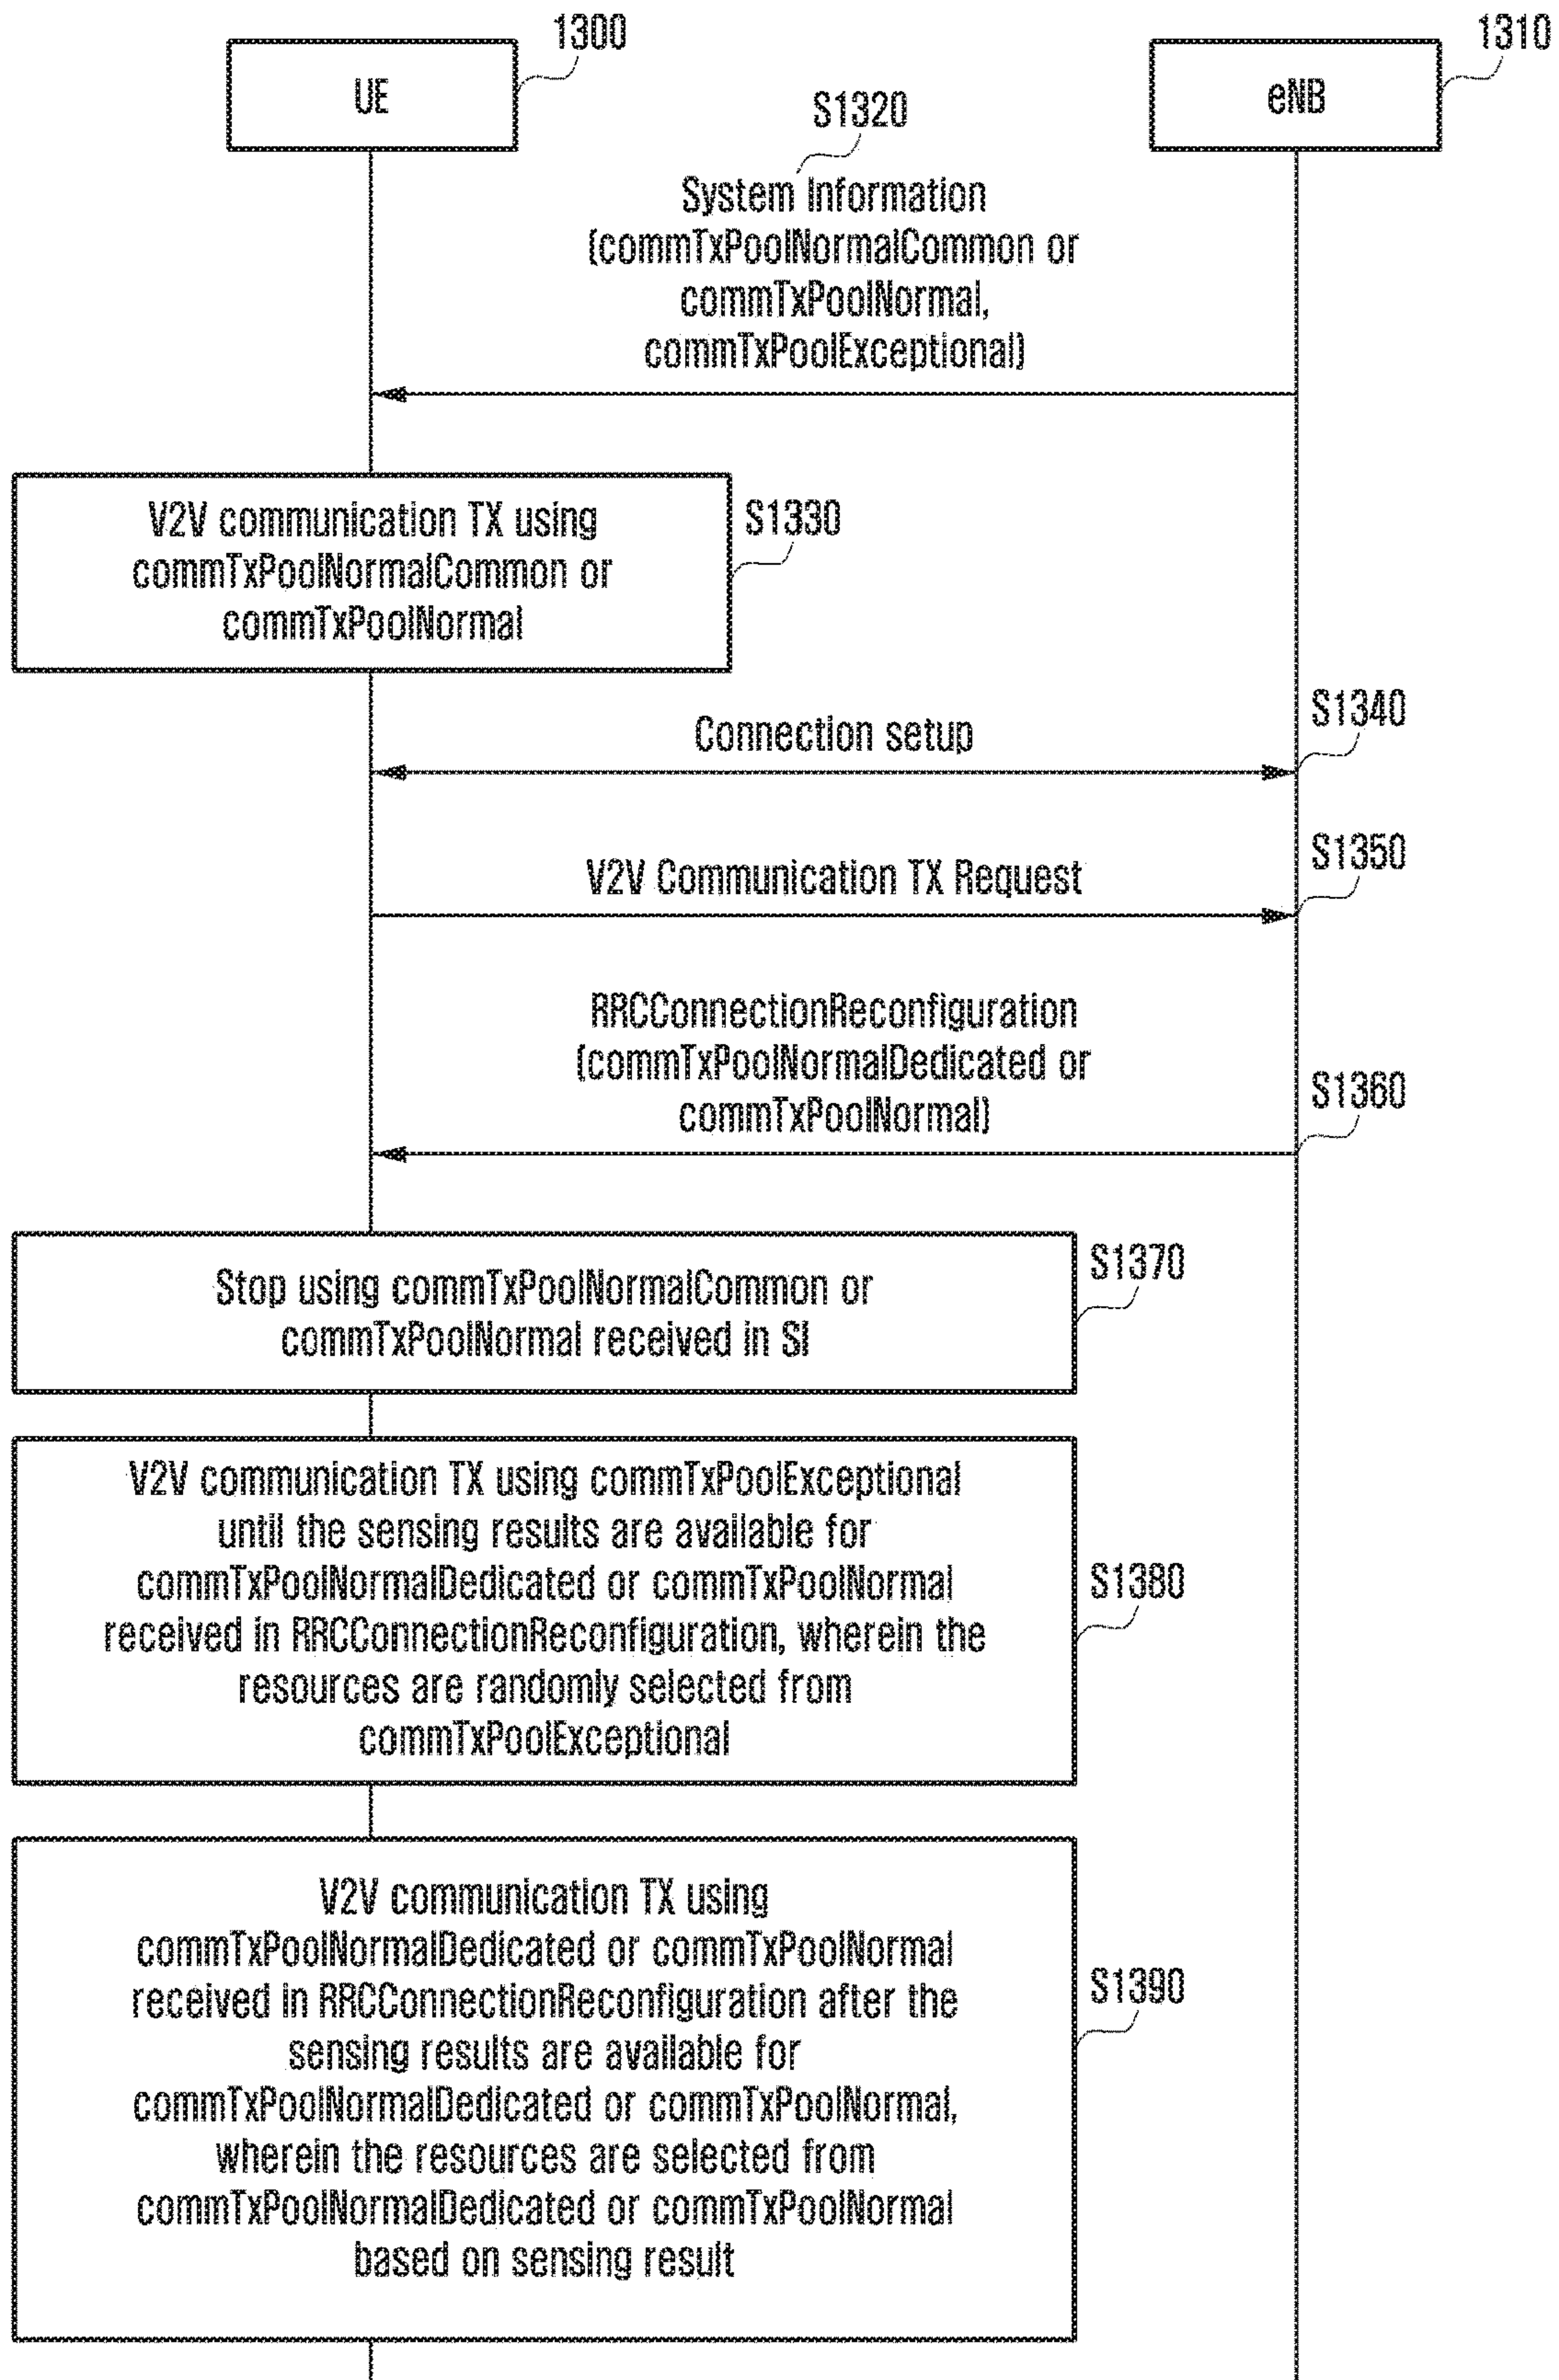 1300
1310
UE
eNB
S1320
System Information
(commTxPoolNormalCommon or
commTxPoolNormal,
commTxPoolExceptional)
V2V communication TX using
commTxPoolNormalCommon or
commTxPoolNormal
S1330
Connection setup
S1340
V2V Communication TX Request
S1350
RRCConnectionReconfiguration
(commTxPoolNormalDedicated or
commTxPoolNormal)
S1360
Stop using commTxPoolNormalCommon or
commTxPoolNormal received in SI
S1370
V2V communication TX using commTxPoolExceptional
until the sensing results are available for
commTxPoolNormalDedicated or commTxPoolNormal
received in RRCConnectionReconfiguration, wherein the
resources are randomly selected from
commTxPoolExceptional
S1380
V2V communication TX using
commTxPoolNormalDedicated or commTxPoolNormal
received in RRCConnectionReconfiguration after the
sensing results are available for
commTxPoolNormalDedicated or commTxPoolNormal,
wherein the resources are selected from
commTxPoolNormalDedicated or commTxPoolNormal
based on sensing result
S1390